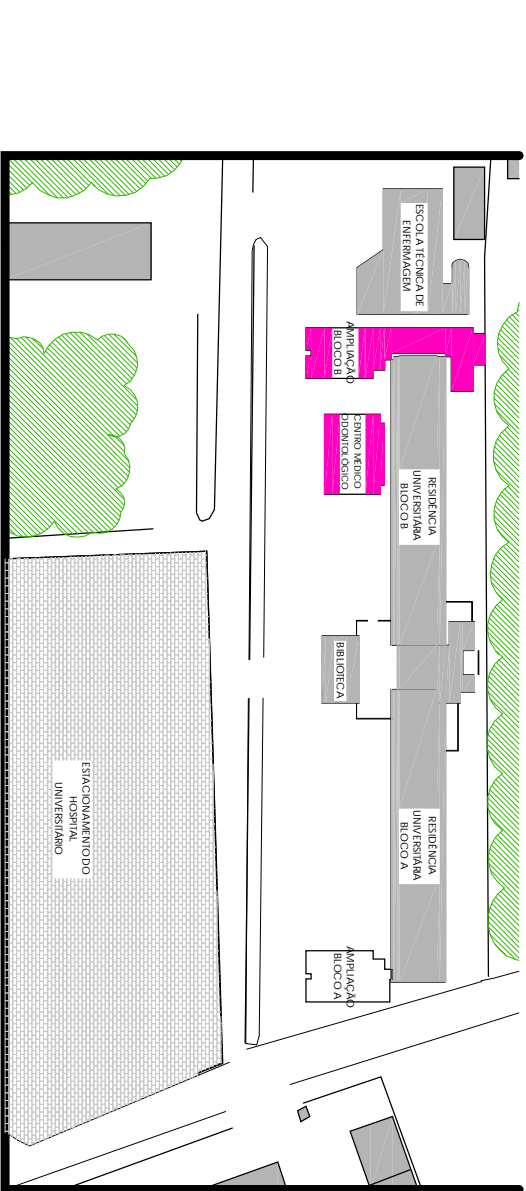 ESCOLA TÉCNICA DE
ENFERMAGEM
AMPLIAÇÃO
BLOCO B
CENTRO MÉDICO
ODONTOLÓGICO
RESIDÊNCIA
UNIVERSITÁRIA
BLOCO B
BIBLIOTECA
RESIDÊNCIA
UNIVERSITÁRIA
BLOCO A
ESTACIONAMENTO DO
HOSPITAL
UNIVERSITÁRIO
AMPLIAÇÃO
BLOCO A